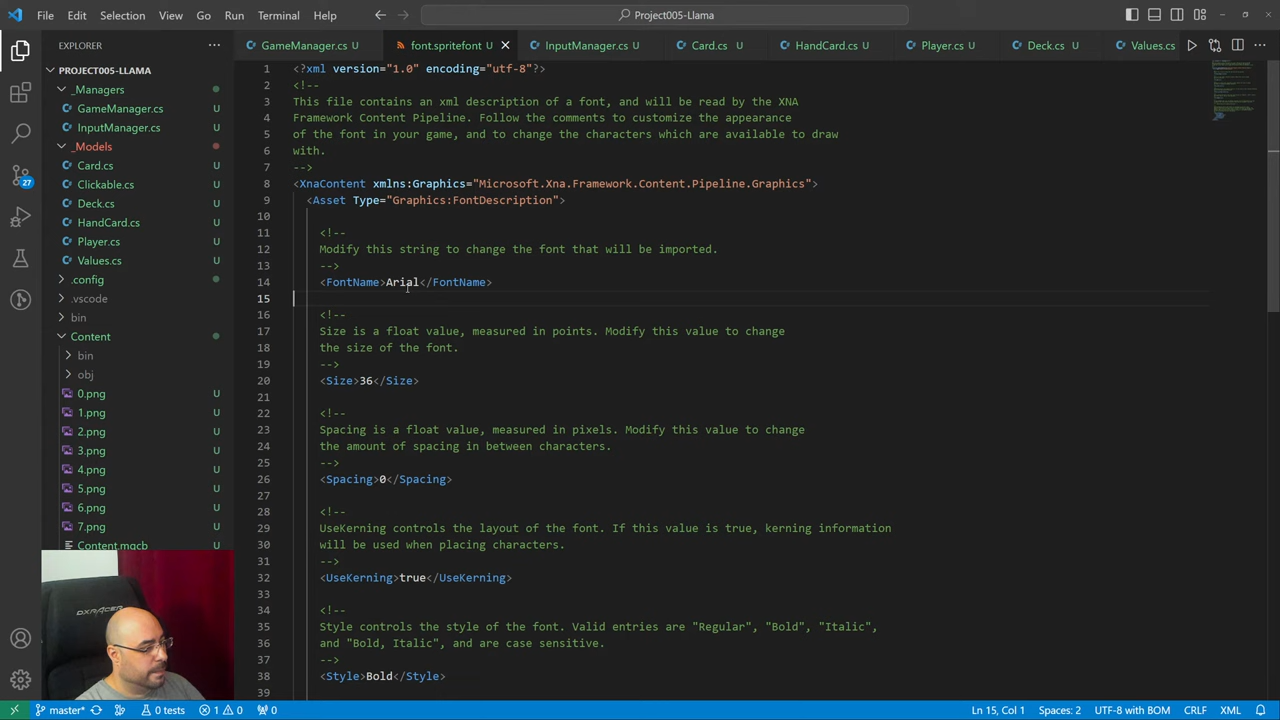 File Edit Selection View Go Run Terminal Help Project005-Llama
EXPLORER
GameManager.cs font.spritefont InputManager.cs U Card.cs U HandCard.cs U Player.cs U Deck.cs U Values.cs
PROJECT005-LLAMA
_Managers
GameManager.cs U
InputManager.cs U
_Models
Card.cs U
Clickable.cs U
Deck.cs U
HandCard.cs U
Player.cs U
Values.cs U
.config
.vscode
bin
Content
bin
obj
0.png U
1.png U
2.png U
3.png U
4.png U
5.png U
6.png U
7.png U
Content.mgcb U
27
1 <?xml version="1.0" encoding="utf-8"?>
2 <!--
3 This file contains an xml description of a font, and will be read by the XNA
4 Framework Content Pipeline. Follow the comments to customize the appearance
5 of the font in your game, and to change the characters which are available to draw
6 with.
7 -->
8 <XnaContent xmlns:Graphics="Microsoft.Xna.Framework.Content.Pipeline.Graphics">
9 <Asset Type="Graphics:FontDescription">
10
11 <!--
12 Modify this string to change the font that will be imported.
13 -->
14 <FontName>Arial</FontName>
15
16 <!--
17 Size is a float value, measured in points. Modify this value to change
18 the size of the font.
19 -->
20 <Size>36</Size>
21
22 <!--
23 Spacing is a float value, measured in pixels. Modify this value to change
24 the amount of spacing in between characters.
25 -->
26 <Spacing>0</Spacing>
27
28 <!--
29 UseKerning controls the layout of the font. If this value is true, kerning information
30 will be used when placing characters.
31 -->
32 <UseKerning>true</UseKerning>
33
34 <!--
35 Style controls the style of the font. Valid entries are "Regular", "Bold", "Italic",
36 and "Bold, Italic", and are case sensitive.
37 -->
38 <Style>Bold</Style>
39
DXRACER
master* 0 tests 1 0 0 Ln 15, Col 1 Spaces: 2 UTF-8 with BOM CRLF XML